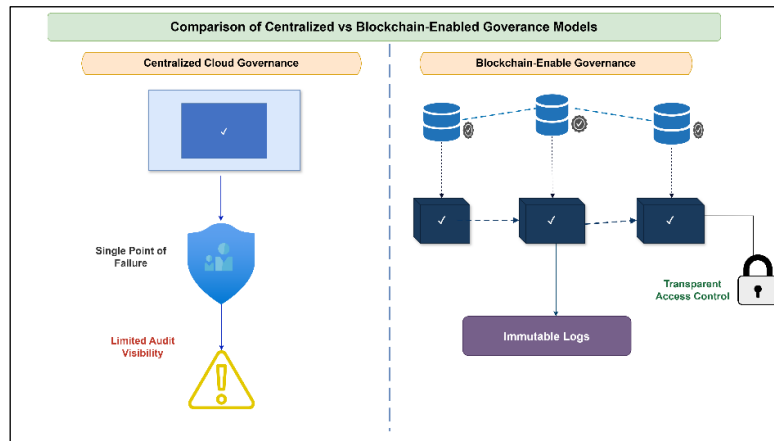 Comparison of Centralized vs Blockchain-Enabled Goverance Models
Centralized Cloud Governance
Single Point of
Failure
Limited Audit
Visibility
Blockchain-Enable Governance
Transparent
Access Control
Immutable Logs